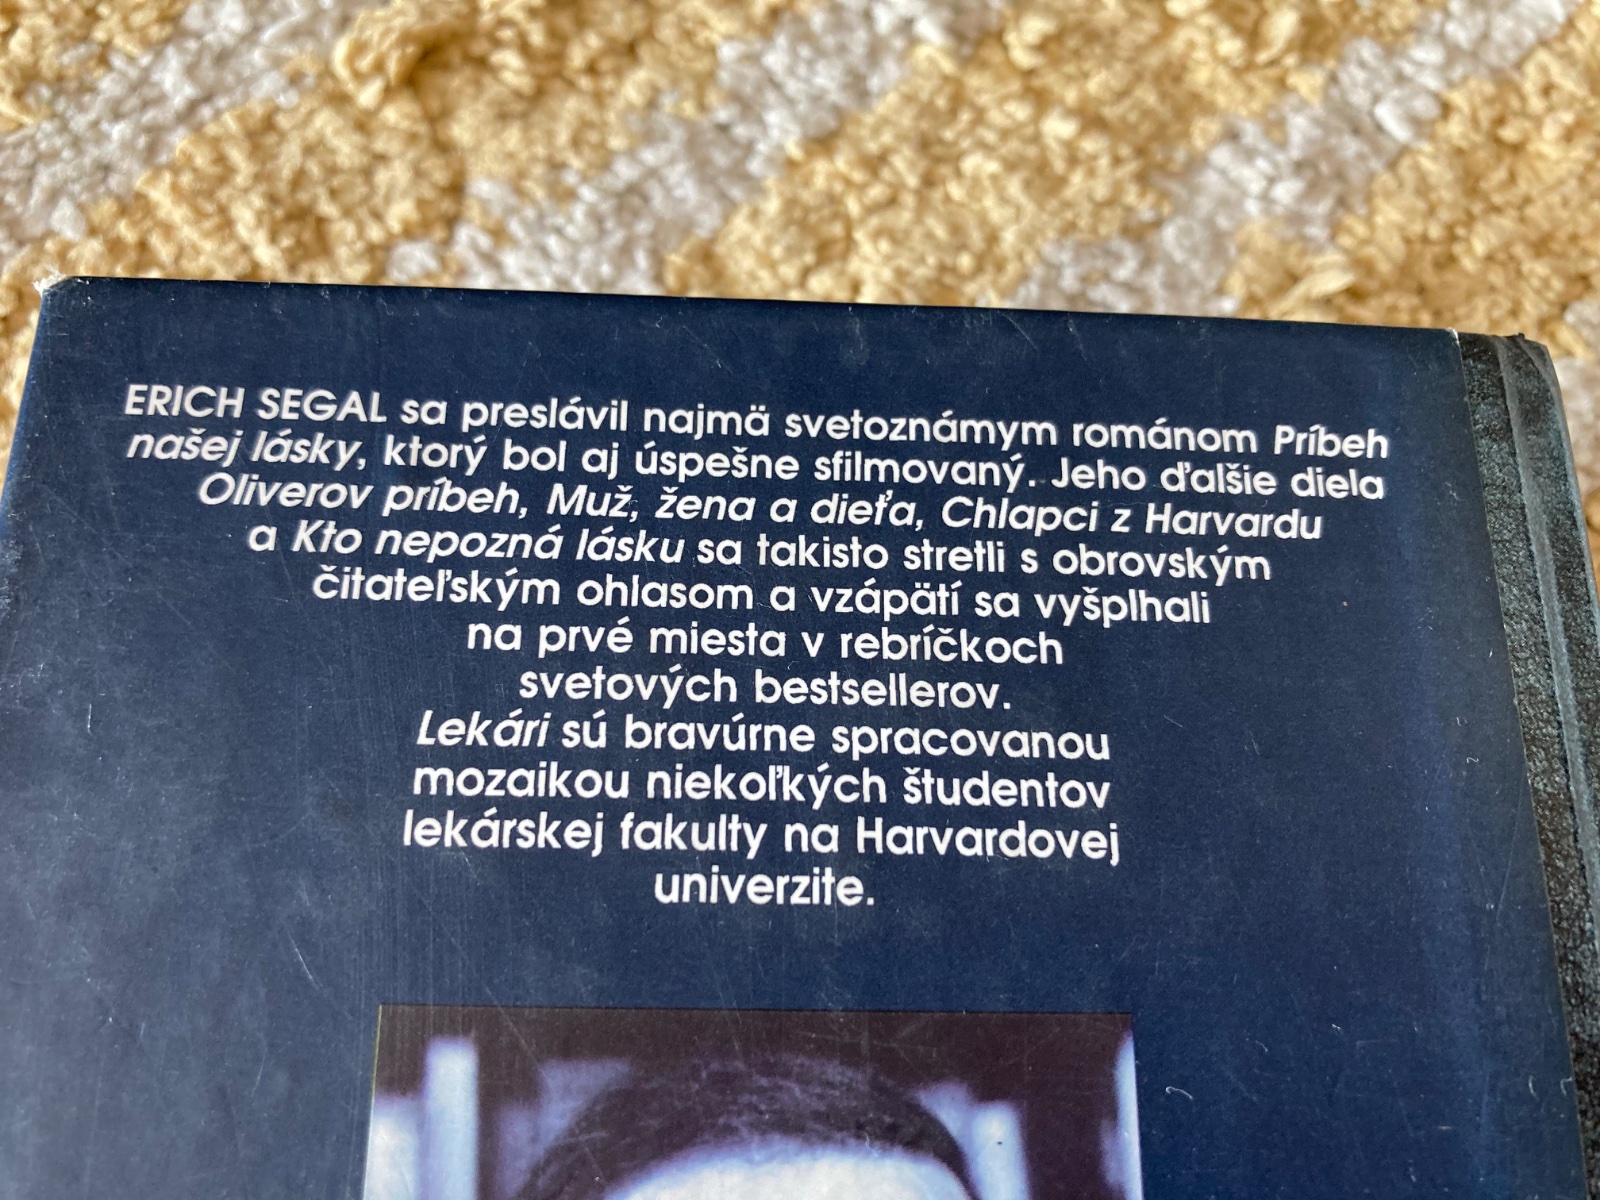 ERICH SEGAL sa preslávil najmä svetoznámym románom Príbeh
našej lásky, ktorý bol aj úspešne sfilmovaný. Jeho ďalšie diela
Oliverov príbeh, Muž, žena a dieťa, Chlapci z Harvardu
a Kto nepozná lásku sa takisto stretli s obrovským
čitateľským ohlasom a vzápätí sa vyšplhali
na prvé miesta v rebríčkoch
svetových bestsellerov.
Lekári sú bravúrne spracovanou
mozaikou niekoľkých študentov
lekárskej fakulty na Harvardovej
univerzite.